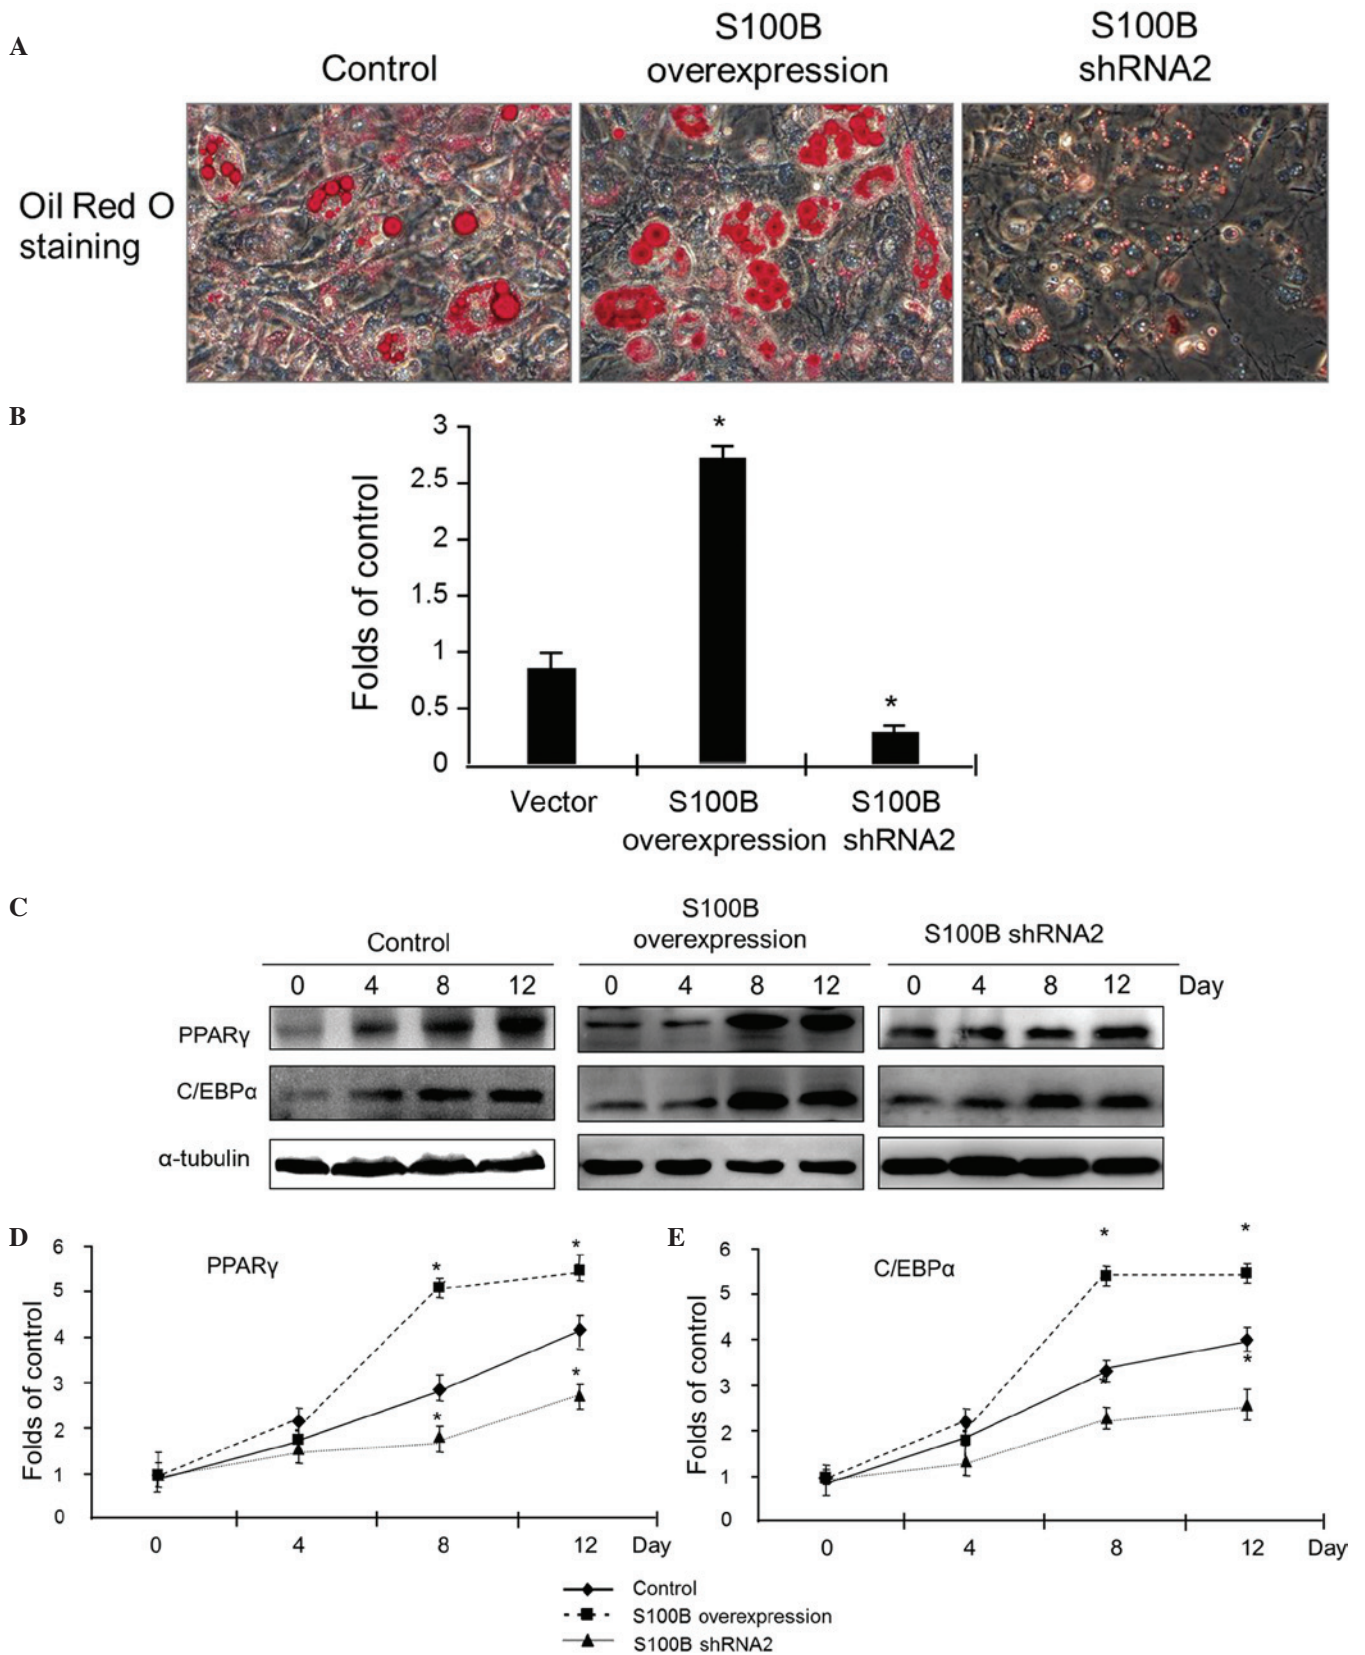 A
Control
S100B
overexpression
S100B
shRNA2
Oil Red O
staining
B
Folds of control
3
*
2.5
2
1.5
1
*
0.5
0
Vector
S100B
overexpression
S100B
shRNA2
C
Control
S100B
overexpression
S100B shRNA2
0 4 8 12 0 4 8 12 0 4 8 12 Day
PPARγ
C/EBPα
α-tubulin
D
PPARγ
Folds of control
6
5
4
3
2
1
0
* *
* *
0 4 8 12 Day
E
C/EBPα
Folds of control
6
5
4
3
2
1
0
* *
* *
0 4 8 12 Day
Control
S100B overexpression
S100B shRNA2